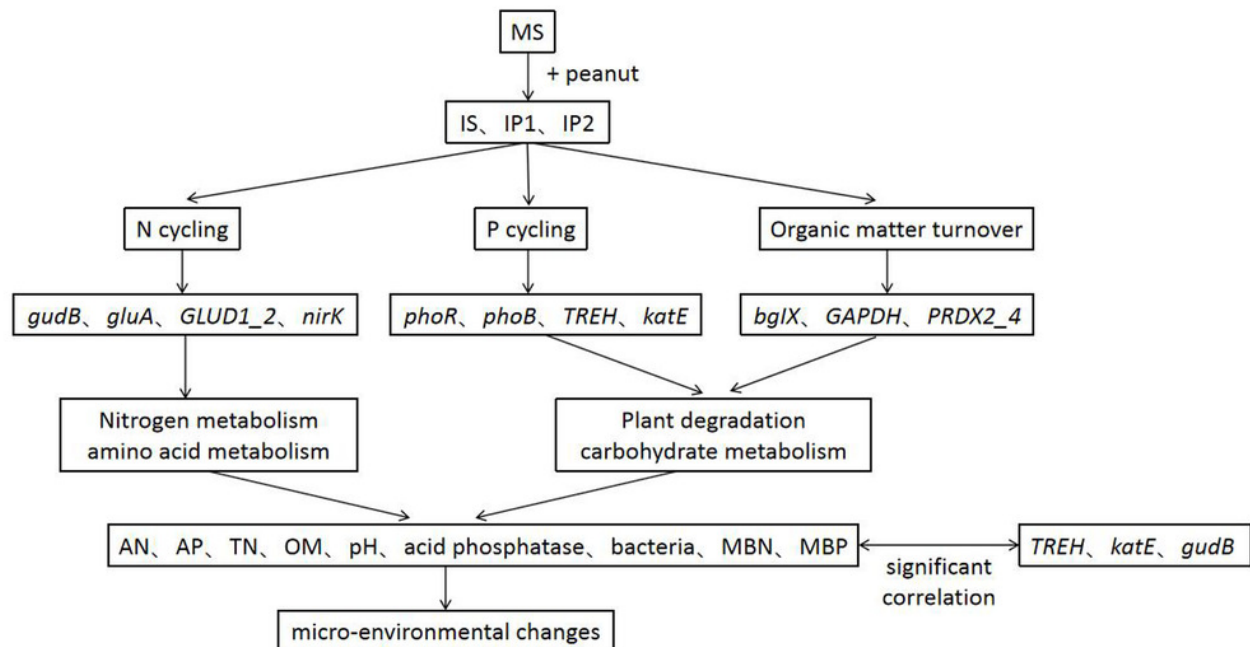 MS
+ peanut
IS、IP1、IP2
N cycling
P cycling
Organic matter turnover
gudB、gluA、GLUD1_2、nirK
phoR、phoB、TREH、katE
bglX、GAPDH、PRDX2_4
Nitrogen metabolism
amino acid metabolism
Plant degradation
carbohydrate metabolism
AN、AP、TN、OM、pH、acid phosphatase、bacteria、MBN、MBP
significant
correlation
TREH、katE、gudB
micro-environmental changes